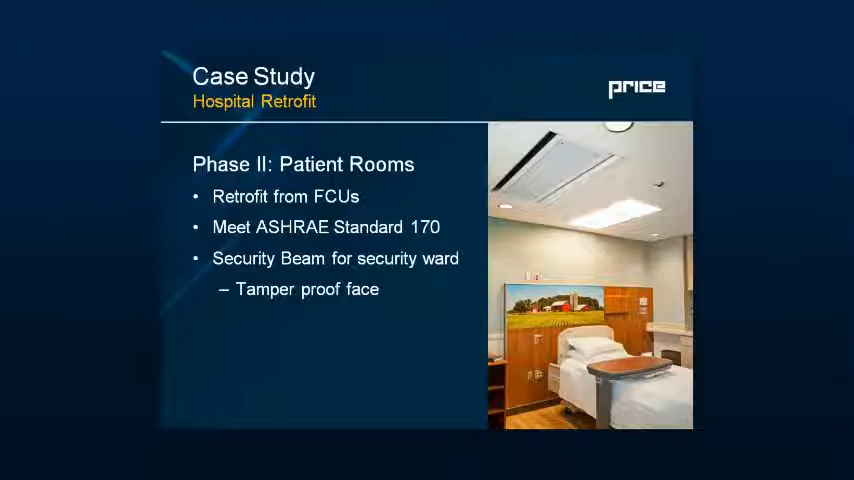 Case Study
Hospital Retrofit
price
Phase II: Patient Rooms
• Retrofit from FCUs
• Meet ASHRAE Standard 170
• Security Beam for security ward
– Tamper proof face